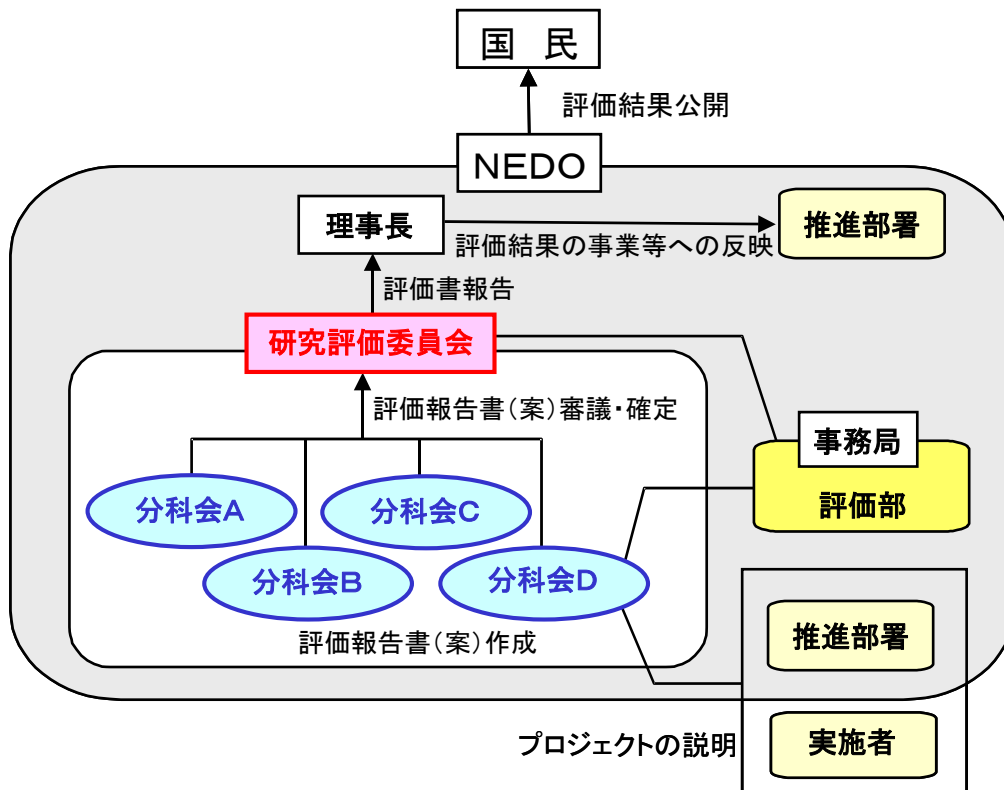 国　民
評価結果公開
NEDO
理事長
推進部署
評価結果の事業等への反映
評価書報告
研究評価委員会
評価報告書（案）審議・確定
事務局
評価部
分科会A
分科会C
分科会B
分科会D
評価報告書（案）作成
推進部署
プロジェクトの説明
実施者